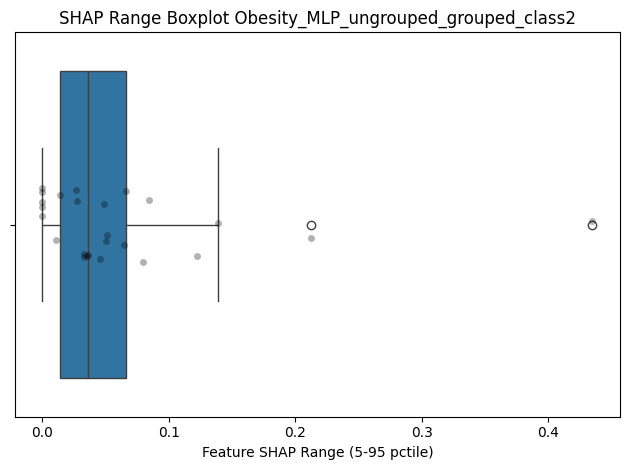 SHAP Range Boxplot Obesity_MLP_ungrouped_grouped_class2
0.0 0.1 0.2 0.3 0.4
Feature SHAP Range (5-95 pctile)